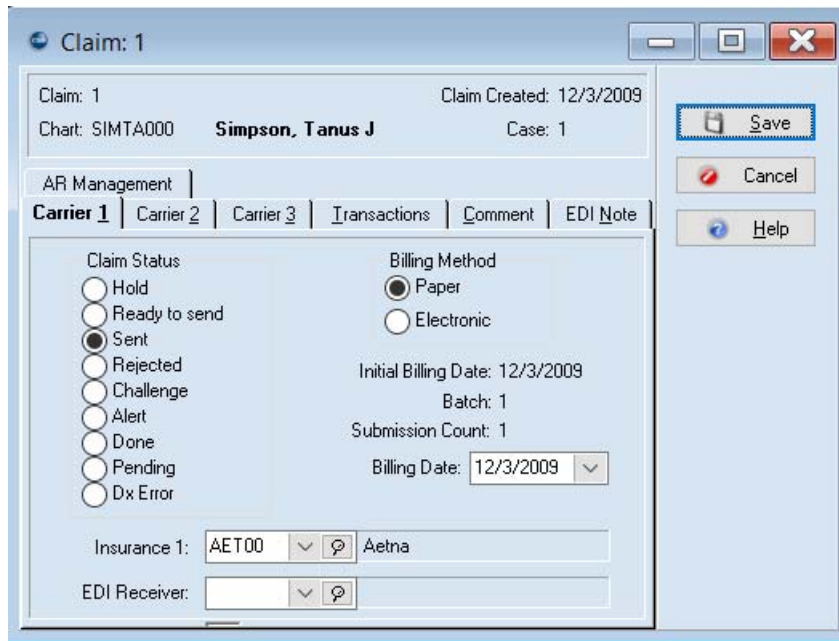 Claim: 1
Claim: 1
Claim Created: 12/3/2009
Chart: SIMTA000 Simpson, Tanus J Case: 1
Save
Cancel
Help
AR Management
Carrier 1 Carrier 2 Carrier 3 Transactions Comment EDI Note
Claim Status
Hold
Ready to send
Sent
Rejected
Challenge
Alert
Done
Pending
Dx Error
Billing Method
Paper
Electronic
Initial Billing Date: 12/3/2009
Batch: 1
Submission Count: 1
Billing Date: 12/3/2009
Insurance 1: AET00 Aetna
EDI Receiver: